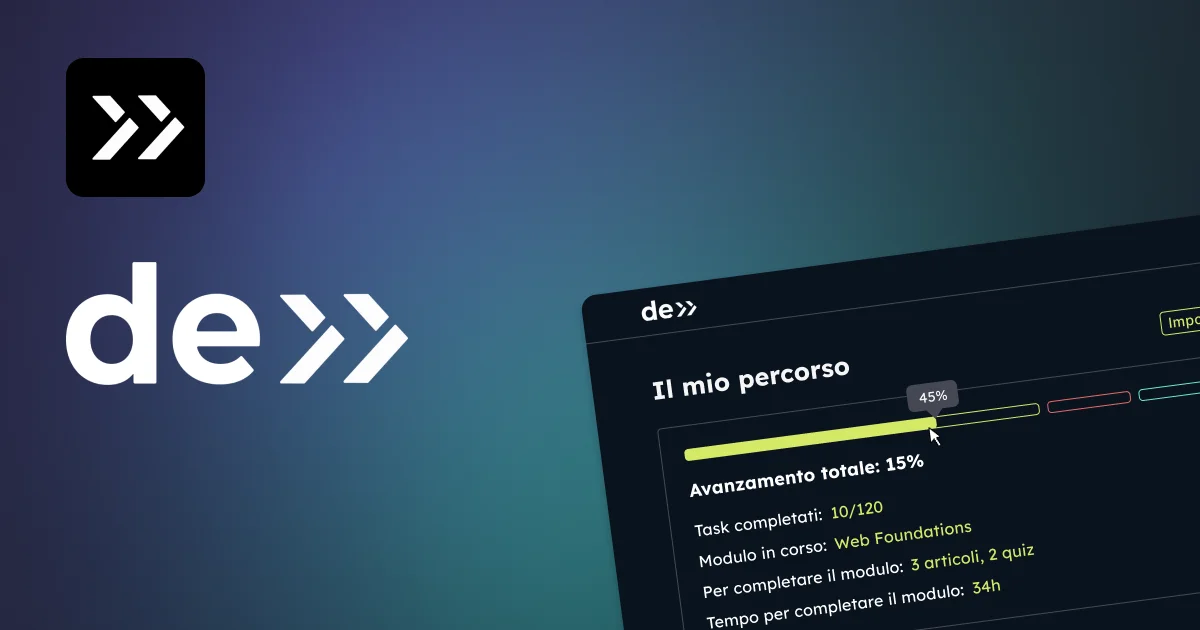 de
de
Impo
Il mio percorso
45%
Avanzamento totale: 15%
Task completati: 10/120
Modulo in corso: Web Foundations
Per completare il modulo: 3 articoli, 2 quiz
Tempo per completare il modulo: 34h